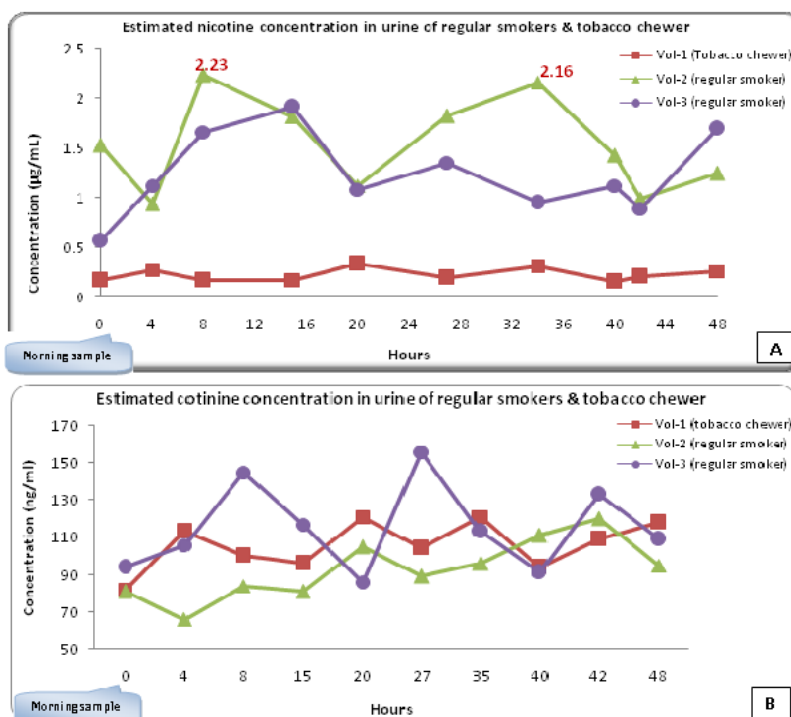 Estimated nicotine concentration in urine of regular smokers & tobacco chewer
2.5
2
1.5
1
0.5
0
Concentration (µg/mL)
2.23
2.16
Vol-1 (Tobacco chewer)
Vol-2 (regular smoker)
Vol-3 (regular smoker)
0 4 8 12 16 20 24 28 32 36 40 44 48
Hours
Morning sample
A
Estimated cotinine concentration in urine of regular smokers & tobacco chewer
170
150
130
110
90
70
50
Concentration (ng/ml)
Vol-1 (tobacco chewer)
Vol-2 (regular smoker)
Vol-3 (regular smoker)
0 4 8 15 20 27 35 40 42 48
Hours
Morning sample
B